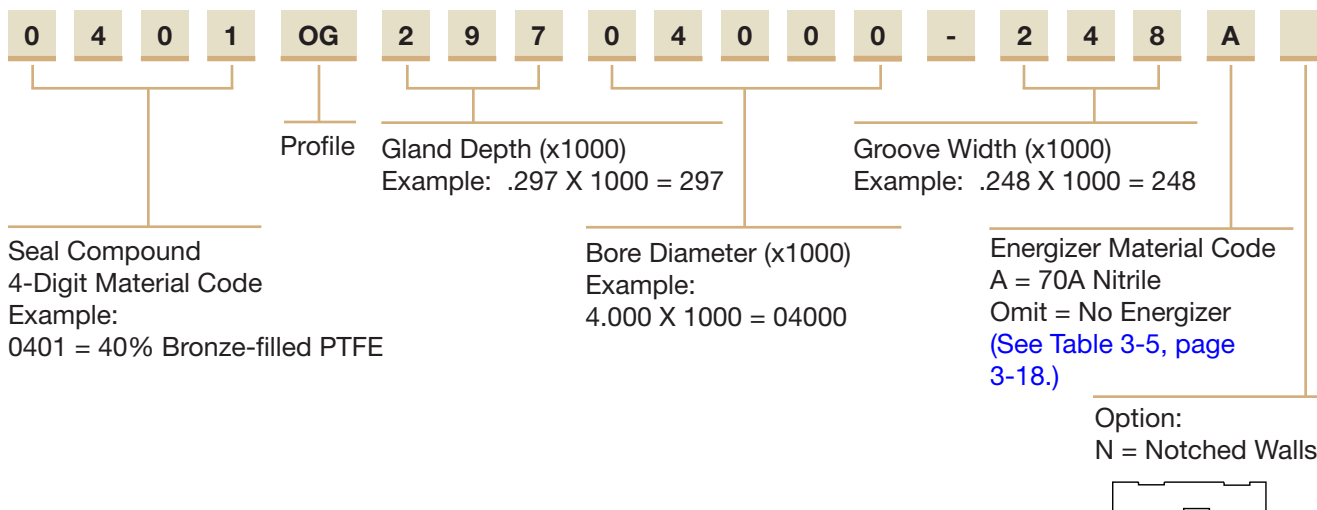 0 4 0 1 OG 2 9 7 0 4 0 0 0 - 2 4 8 A
Profile
Gland Depth (x1000)
Example: .297 X 1000 = 297
Groove Width (x1000)
Example: .248 X 1000 = 248
Seal Compound
4-Digit Material Code
Example:
0401 = 40% Bronze-filled PTFE
Bore Diameter (x1000)
Example:
4.000 X 1000 = 04000
Energizer Material Code
A = 70A Nitrile
Omit = No Energizer
(See Table 3-5, page
3-18.)
Option:
N = Notched Walls